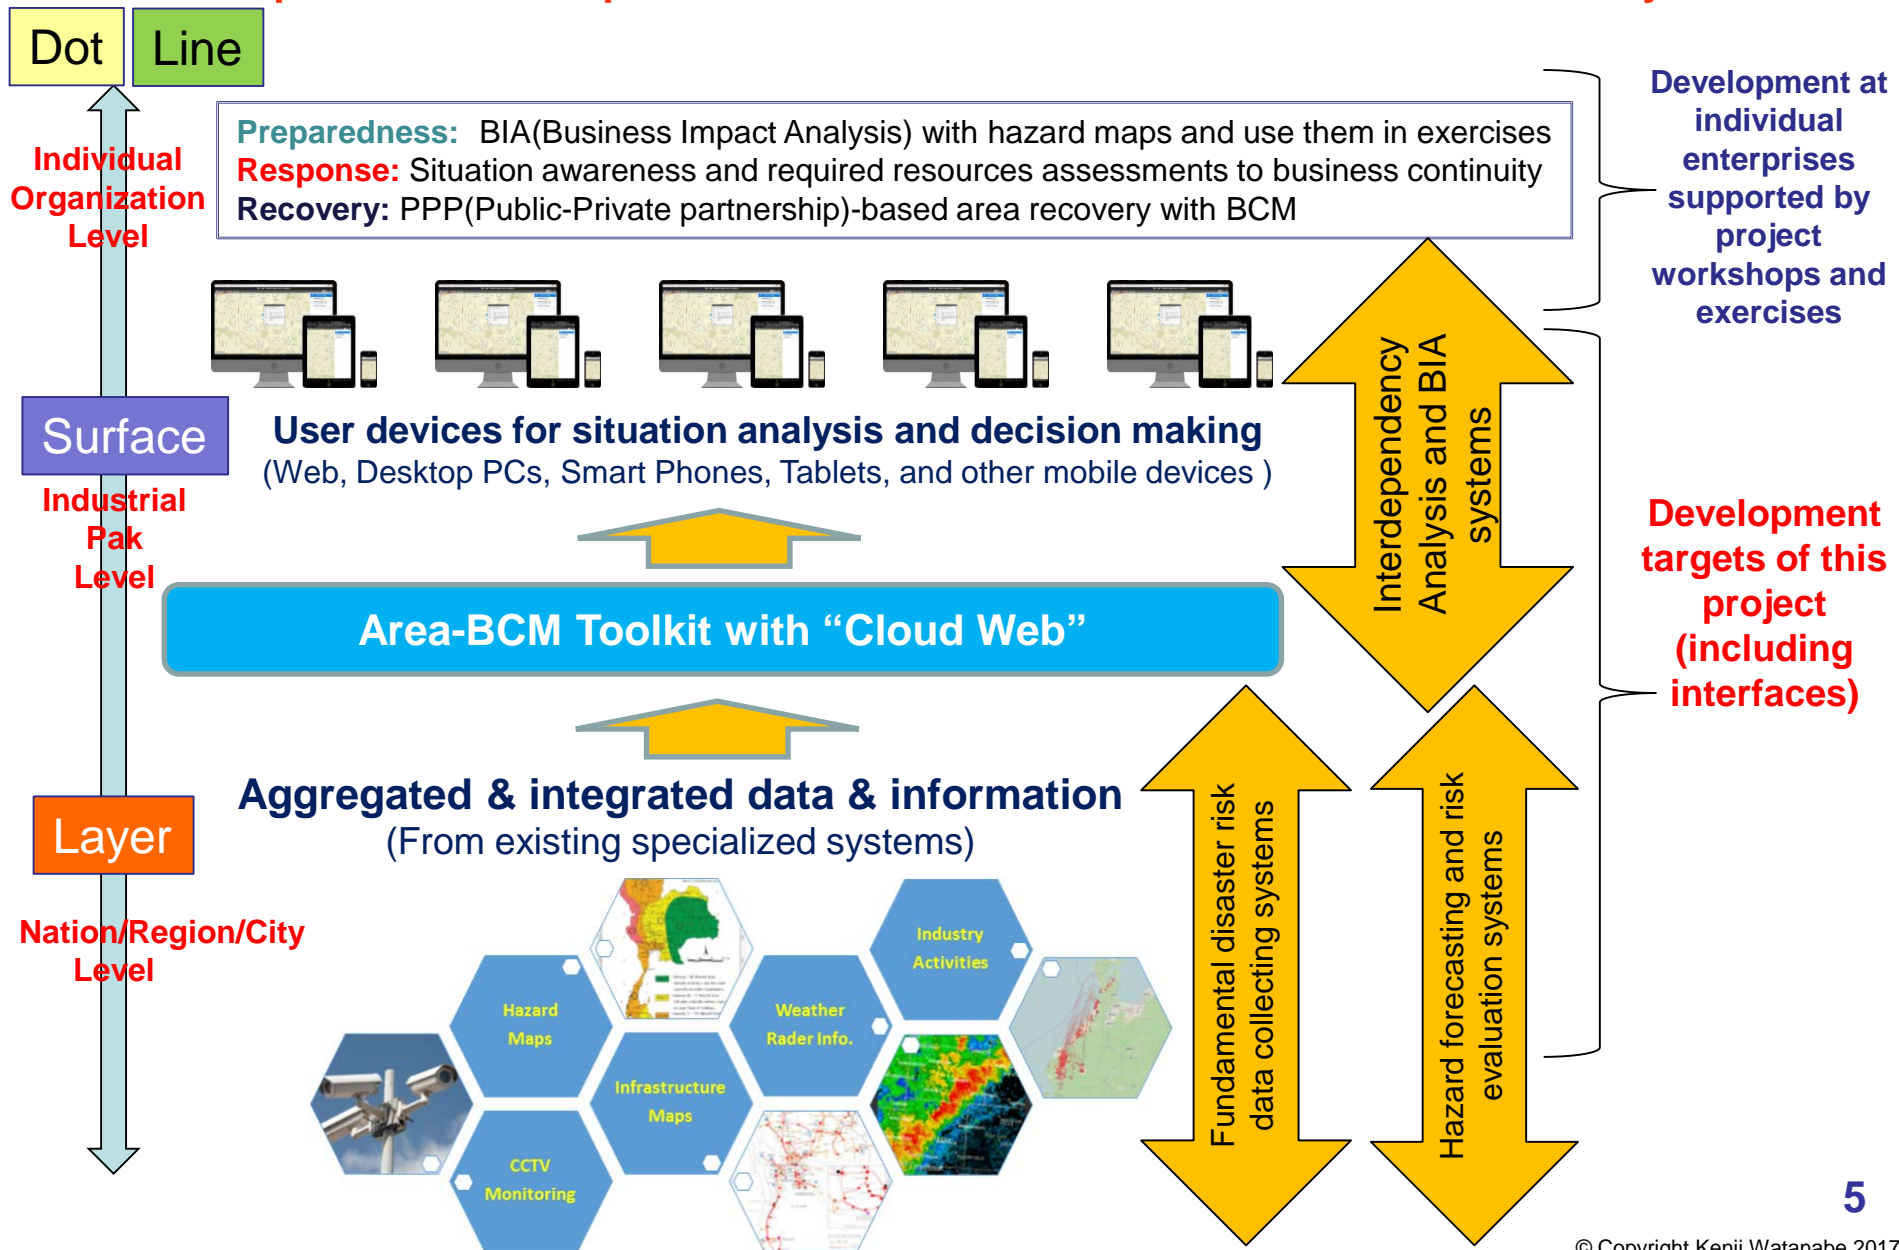 Dot
Line
Individual
Organization
Level
Preparedness: BIA(Business Impact Analysis) with hazard maps and use them in exercises
Response: Situation awareness and required resources assessments to business continuity
Recovery: PPP(Public-Private partnership)-based area recovery with BCM
Development at
individual
enterprises
supported by
project
workshops and
exercises
Surface
Industrial
Pak
Level
User devices for situation analysis and decision making
(Web, Desktop PCs, Smart Phones, Tablets, and other mobile devices )
Interdependency
Analysis and BIA
systems
Area-BCM Toolkit with “Cloud Web”
Development
targets of this
project
(including
interfaces)
Layer
Nation/Region/City
Level
Aggregated & integrated data & information
(From existing specialized systems)
Fundamental disaster risk
data collecting systems
Hazard forecasting and risk
evaluation systems
Industry
Activities
Hazard
Maps
Weather
Rader Info.
Infrastructure
Maps
CCTV
Monitoring
5
© Copyright Kenji Watanabe 2017